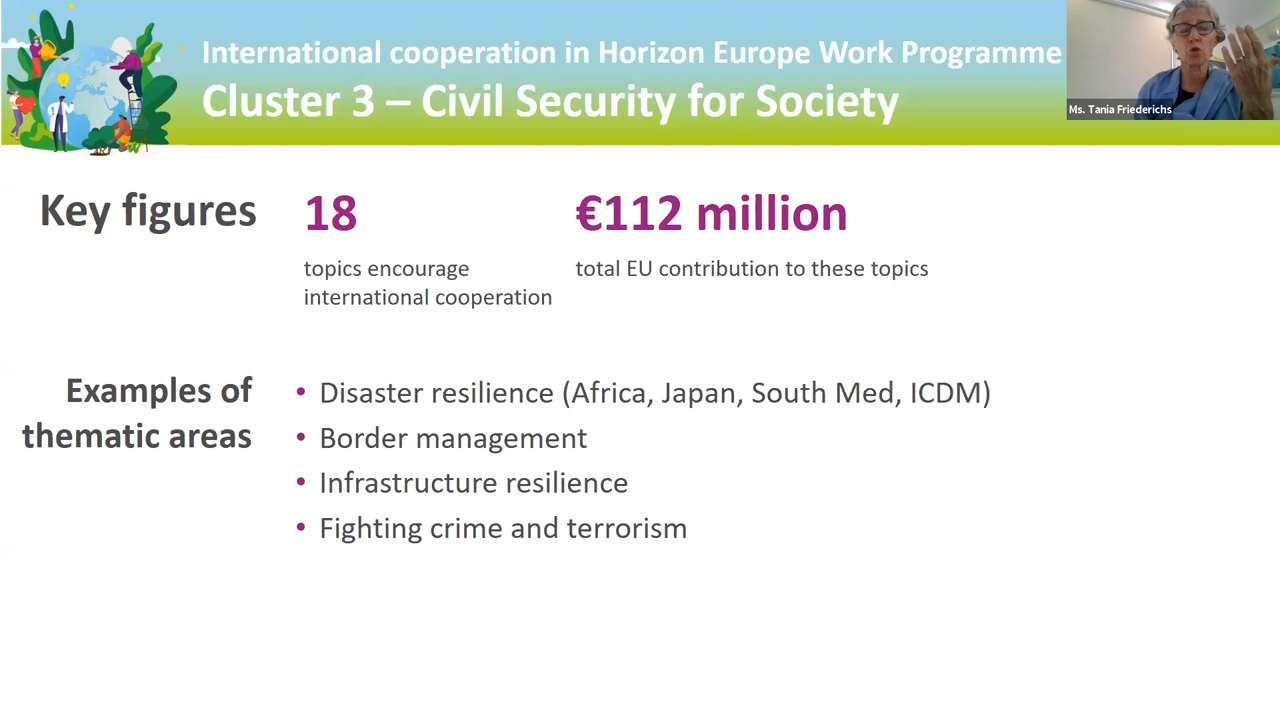 International cooperation in Horizon Europe Work Programme
Cluster 3 – Civil Security for Society
Ms. Tania Friederichs
Key figures
18
€112 million
topics encourage
international cooperation
total EU contribution to these topics
Examples of
thematic areas
• Disaster resilience (Africa, Japan, South Med, ICDM)
• Border management
• Infrastructure resilience
• Fighting crime and terrorism